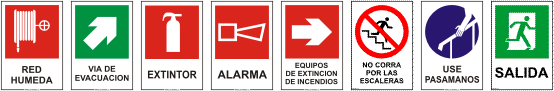 RED
HUMEDA
VIA DE
EVACUACION
EXTINTOR
ALARMA
EQUIPOS
DE EXTINCION
DE INCENDIOS
NO CORRA
POR LAS
ESCALERAS
USE
PASAMANOS
SALIDA